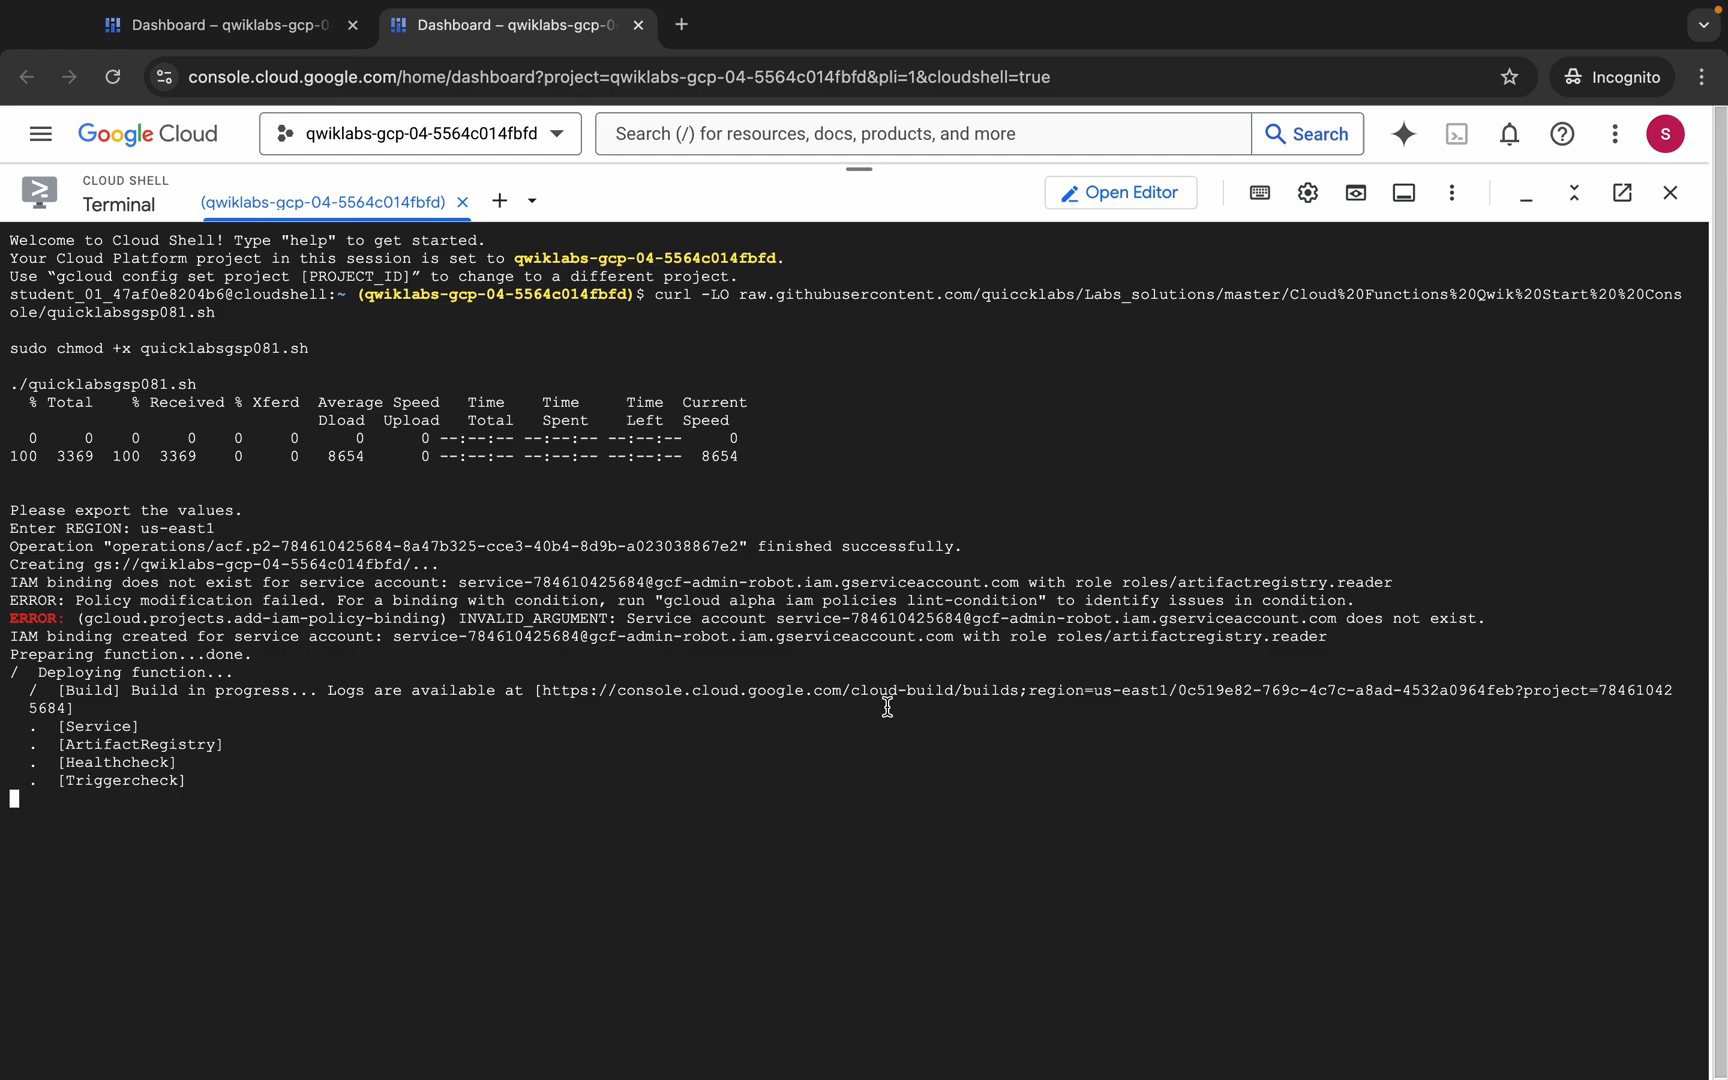 Dashboard – qwiklabs-gcp-0
Dashboard – qwiklabs-gcp-0
console.cloud.google.com/home/dashboard?project=qwiklabs-gcp-04-5564c014fbfd&pli=1&cloudshell=true
Incognito
Google Cloud
qwiklabs-gcp-04-5564c014fbfd
Search (/) for resources, docs, products, and more
Search
S
CLOUD SHELL
Terminal
(qwiklabs-gcp-04-5564c014fbfd)
Open Editor
Welcome to Cloud Shell! Type "help" to get started.
Your Cloud Platform project in this session is set to qwiklabs-gcp-04-5564c014fbfd.
Use “gcloud config set project [PROJECT_ID]” to change to a different project.
student_01_47af0e8204b6@cloudshell:~ (qwiklabs-gcp-04-5564c014fbfd)$ curl -LO raw.githubusercontent.com/quiccklabs/Labs_solutions/master/Cloud%20Functions%20Qwik%20Start%20%20Cons
ole/quicklabsgsp081.sh
sudo chmod +x quicklabsgsp081.sh
./quicklabsgsp081.sh
% Total % Received % Xferd Average Speed Time Time Time Current
Dload Upload Total Spent Left Speed
0 0 0 0 0 0 0 0 --:--:-- --:--:-- --:--:-- 0
100 3369 100 3369 0 0 8654 0 --:--:-- --:--:-- --:--:-- 8654
Please export the values.
Enter REGION: us-east1
Operation "operations/acf.p2-784610425684-8a47b325-cce3-40b4-8d9b-a023038867e2" finished successfully.
Creating gs://qwiklabs-gcp-04-5564c014fbfd/...
IAM binding does not exist for service account: service-784610425684@gcf-admin-robot.iam.gserviceaccount.com with role roles/artifactregistry.reader
ERROR: Policy modification failed. For a binding with condition, run "gcloud alpha iam policies lint-condition" to identify issues in condition.
ERROR: (gcloud.projects.add-iam-policy-binding) INVALID_ARGUMENT: Service account service-784610425684@gcf-admin-robot.iam.gserviceaccount.com does not exist.
IAM binding created for service account: service-784610425684@gcf-admin-robot.iam.gserviceaccount.com with role roles/artifactregistry.reader
Preparing function...done.
/ Deploying function...
/ [Build] Build in progress... Logs are available at [https://console.cloud.google.com/cloud-build/builds;region=us-east1/0c519e82-769c-4c7c-a8ad-4532a0964feb?project=78461042
5684]
. [Service]
. [ArtifactRegistry]
. [Healthcheck]
. [Triggercheck]